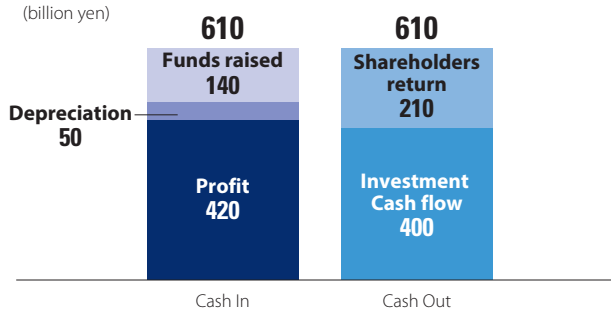 (billion yen)
610
610
Funds raised
140
Shareholders
return
210
Depreciation
50
Profit
420
Investment
Cash flow
400
Cash In
Cash Out